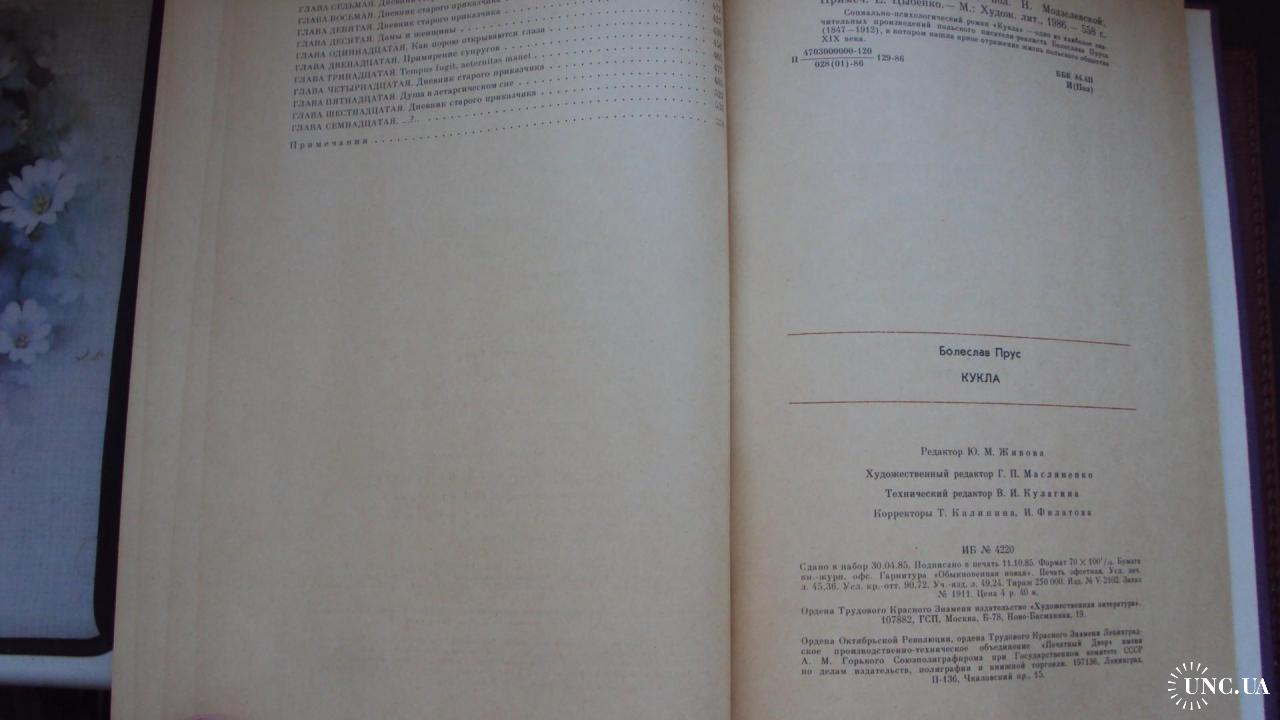 ГЛАВА СЕДЬМАЯ. Дневник старого приказчика
ГЛАВА ВОСЬМАЯ. Дневник старого приказчика
ГЛАВА ДЕВЯТАЯ. Дневник старого приказчика
ГЛАВА ДЕСЯТАЯ. Дамы и женщины
ГЛАВА ОДИННАДЦАТАЯ. Как порою открываются глаза
ГЛАВА ДВЕНАДЦАТАЯ. Примирение супругов
ГЛАВА ТРИНАДЦАТАЯ. Tempus fugit, aeternitas manet
ГЛАВА ЧЕТЫРНАДЦАТАЯ. Дневник старого приказчика
ГЛАВА ПЯТНАДЦАТАЯ. Душа в летаргическом сне
ГЛАВА ШЕСТНАДЦАТАЯ. Дневник старого приказчика
ГЛАВА СЕМНАДЦАТАЯ. ...?..
Примечания
пол. Н. Модзелевской;
Примеч. Е. Цыбенко.— М.: Худож. лит., 1986.— 558 с.
Социально-психологический роман «Кукла» — одно из наиболее зна-
чительных произведений польского писателя-реалиста Болеслава Пруса
(1847—1912), в котором нашла яркое отражение жизнь польского общества
XIX века.
П 4703000000-120 129-86
028(01)-86
ББК 84.4П
И(Пол)
Болеслав Прус
КУКЛА
Редактор Ю. М. Живова
Художественный редактор Г. П. Масляненко
Технический редактор В. И. Кулагина
Корректоры Т. Калинина, И. Филатова
ИБ № 4220
Сдано в набор 30.04.85. Подписано в печать 11.10.85. Формат 70×100¹/₁₆. Бумага
кн.-журн. офс. Гарнитура «Обыкновенная новая». Печать офсетная. Усл. печ.
л. 45,36. Усл. кр.-отт. 90,72. Уч.-изд. л. 49,24. Тираж 250 000. Изд. № V-2102. Заказ
№ 1911. Цена 4 р. 40 к.
Ордена Трудового Красного Знамени издательство «Художественная литература».
107882, ГСП, Москва, Б-78, Ново-Басманная, 19.
Ордена Октябрьской Революции, ордена Трудового Красного Знамени Ленинград-
ское производственно-техническое объединение «Печатный Двор» имени
А. М. Горького Союзполиграфпрома при Государственном комитете СССР
по делам издательств, полиграфии и книжной торговли. 197136, Ленинград,
П-136, Чкаловский пр., 15.
UNC.UA